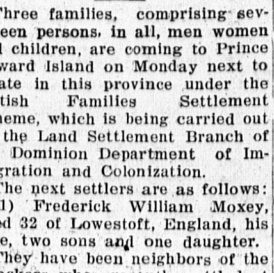 Three families, comprising sev-
een persons, in all, men women
d children, are coming to Prince
ward Island on Monday next to
ate in this province under the
tish Families Settlement
eme, which is being carried out
the Land Settlement Branch of
Dominion Department of Im-
gration and Colonization.
The next settlers are as follows:
1) Frederick William Moxey,
ed 32 of Lowestoft, England, his
e, two sons and one daughter.
They have been neighbors of the